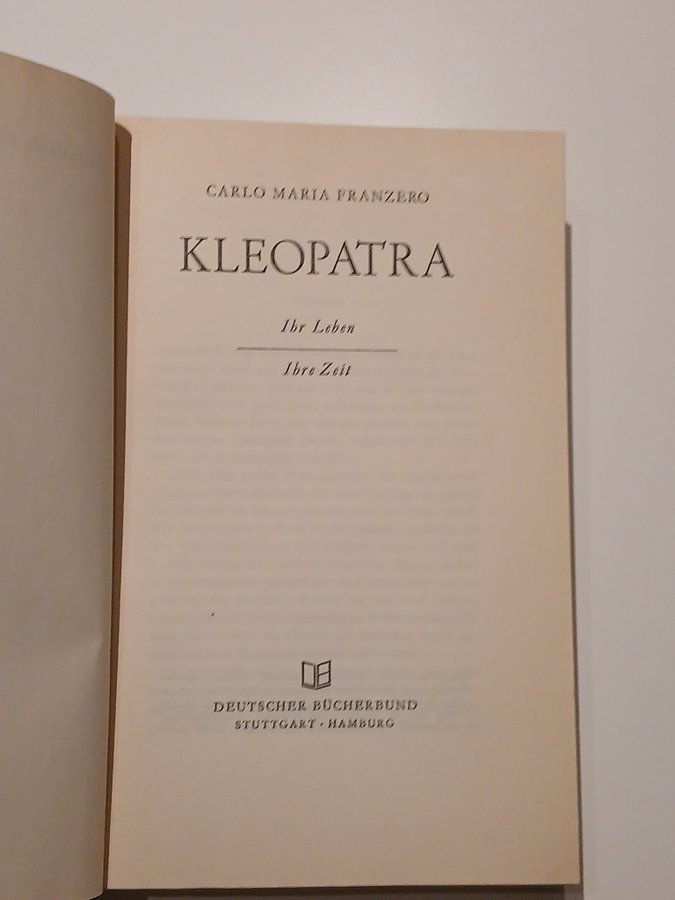 CARLO MARIA FRANZERO
KLEOPATRA
Ihr Leben
Ihre Zeit
DEUTSCHER BÜCHERBUND
STUTTGART · HAMBURG